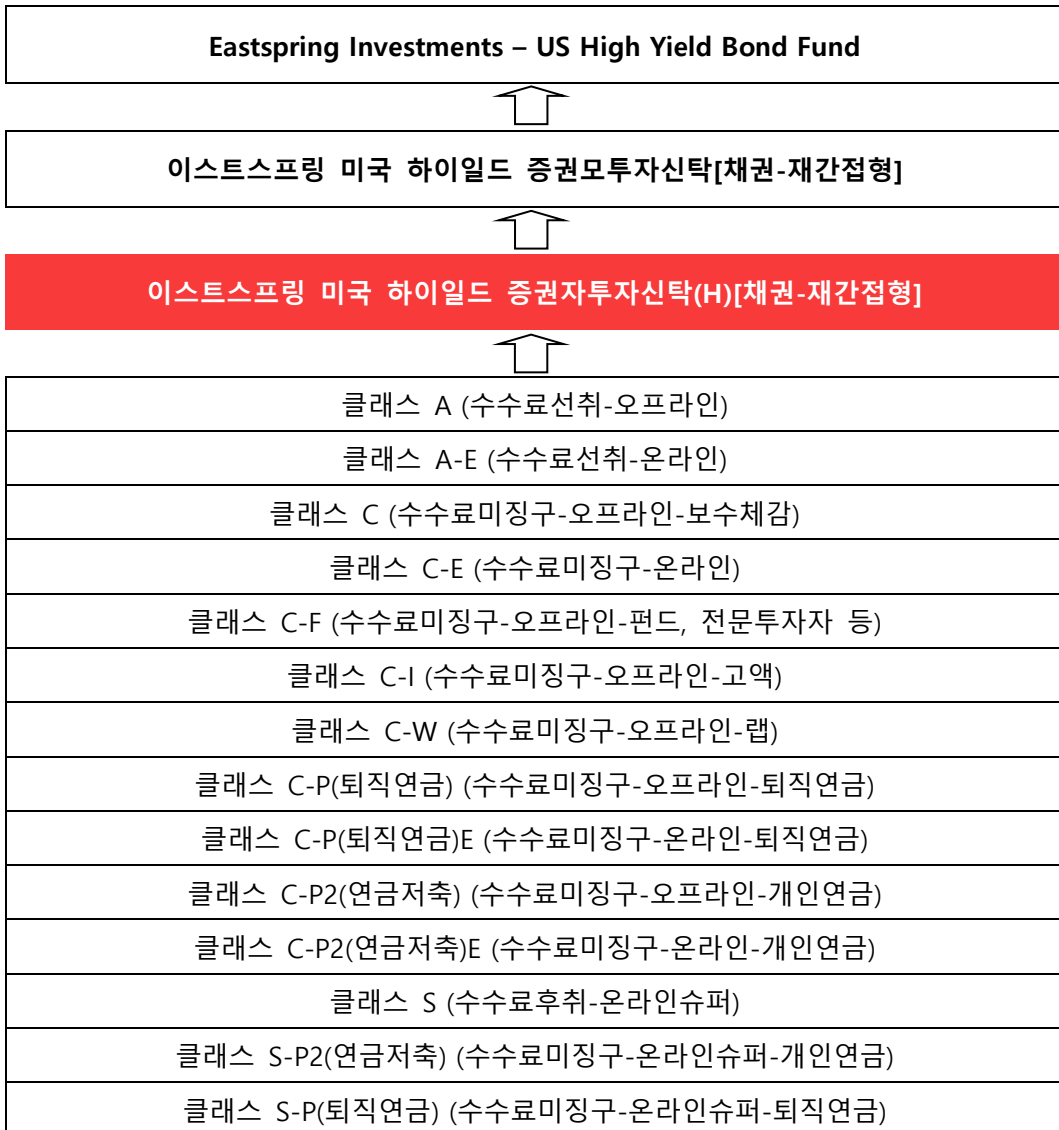 Eastspring Investments – US High Yield Bond Fund
이스트스프링 미국 하이일드 증권모투자신탁[채권-재간접형]
이스트스프링 미국 하이일드 증권자투자신탁(H)[채권-재간접형]
클래스 A (수수료선취-오프라인)
클래스 A-E (수수료선취-온라인)
클래스 C (수수료미징구-오프라인-보수체감)
클래스 C-E (수수료미징구-온라인)
클래스 C-F (수수료미징구-오프라인-펀드, 전문투자자 등)
클래스 C-I (수수료미징구-오프라인-고액)
클래스 C-W (수수료미징구-오프라인-랩)
클래스 C-P(퇴직연금) (수수료미징구-오프라인-퇴직연금)
클래스 C-P(퇴직연금)E (수수료미징구-온라인-퇴직연금)
클래스 C-P2(연금저축) (수수료미징구-오프라인-개인연금)
클래스 C-P2(연금저축)E (수수료미징구-온라인-개인연금)
클래스 S (수수료후취-온라인슈퍼)
클래스 S-P2(연금저축) (수수료미징구-온라인슈퍼-개인연금)
클래스 S-P(퇴직연금) (수수료미징구-온라인슈퍼-퇴직연금)